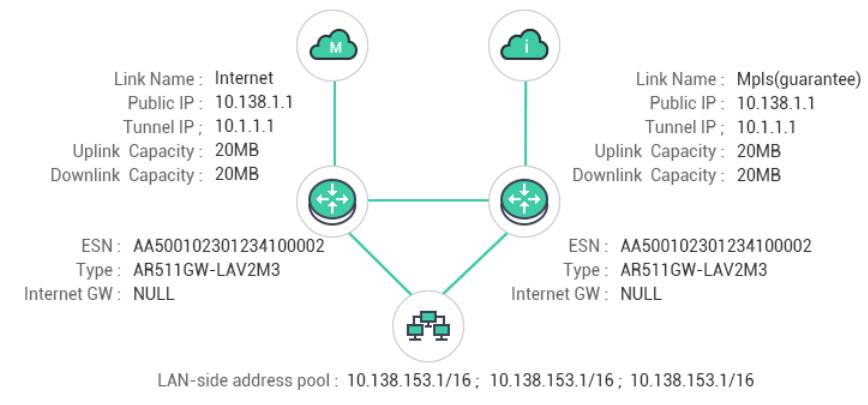 M
i
Link Name : Internet
Public IP : 10.138.1.1
Tunnel IP ; 10.1.1.1
Uplink Capacity : 20MB
Downlink Capacity : 20MB
Link Name : Mpls(guarantee)
Public IP : 10.138.1.1
Tunnel IP ; 10.1.1.1
Uplink Capacity : 20MB
Downlink Capacity : 20MB
ESN : AA500102301234100002
Type : AR511GW-LAV2M3
Internet GW : NULL
ESN : AA500102301234100002
Type : AR511GW-LAV2M3
Internet GW : NULL
LAN-side address pool : 10.138.153.1/16 ; 10.138.153.1/16 ; 10.138.153.1/16